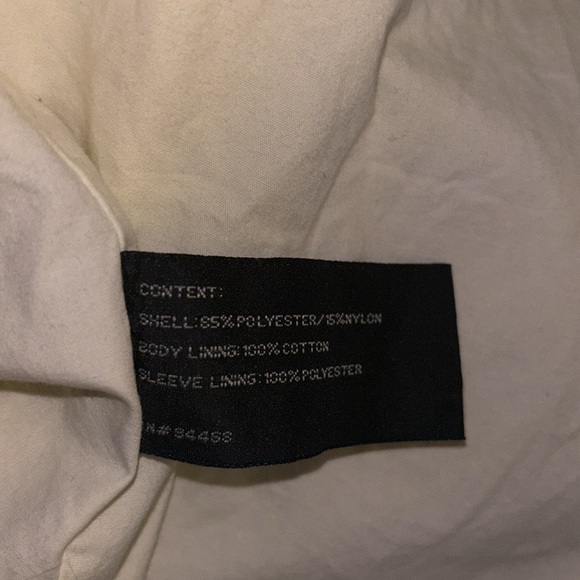 CONTENT:
SHELL:85%POLYESTER/15%NYLON
BODY LINING:100%COTTON
SLEEVE LINING:100%POLYESTER